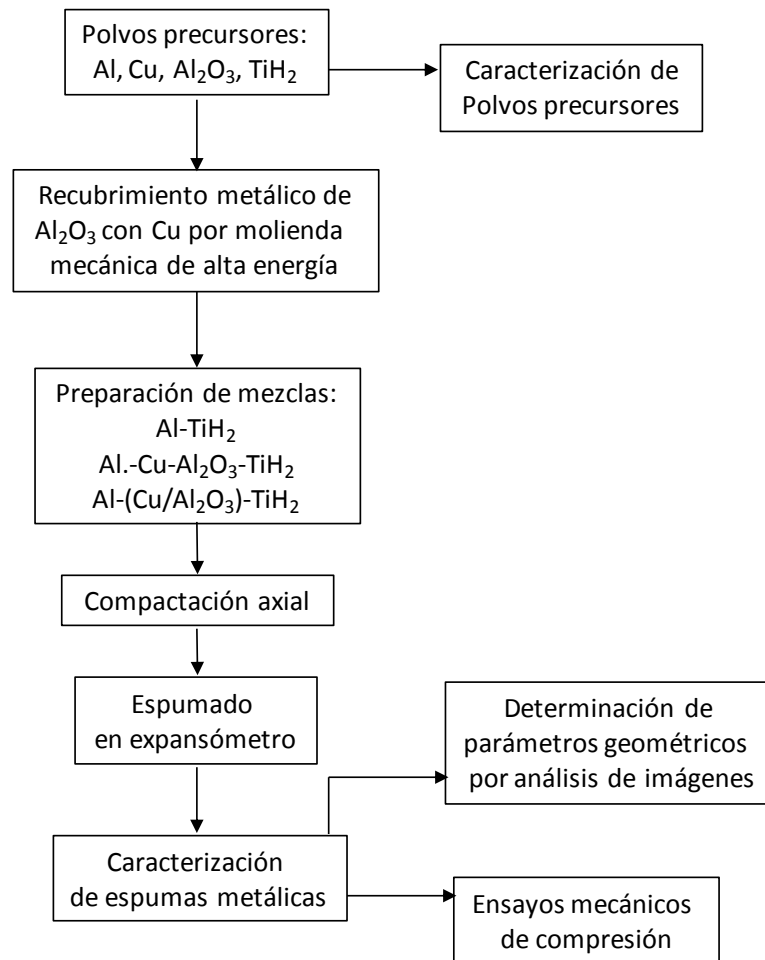 Polvos precursores:
Al, Cu, Al₂O₃, TiH₂
Caracterización de
Polvos precursores
Recubrimiento metálico de
Al₂O₃ con Cu por molienda
mecánica de alta energía
Preparación de mezclas:
Al-TiH₂
Al.-Cu-Al₂O₃-TiH₂
Al-(Cu/Al₂O₃)-TiH₂
Compactación axial
Espumado
en expansómetro
Determinación de
parámetros geométricos
por análisis de imágenes
Caracterización
de espumas metálicas
Ensayos mecánicos
de compresión